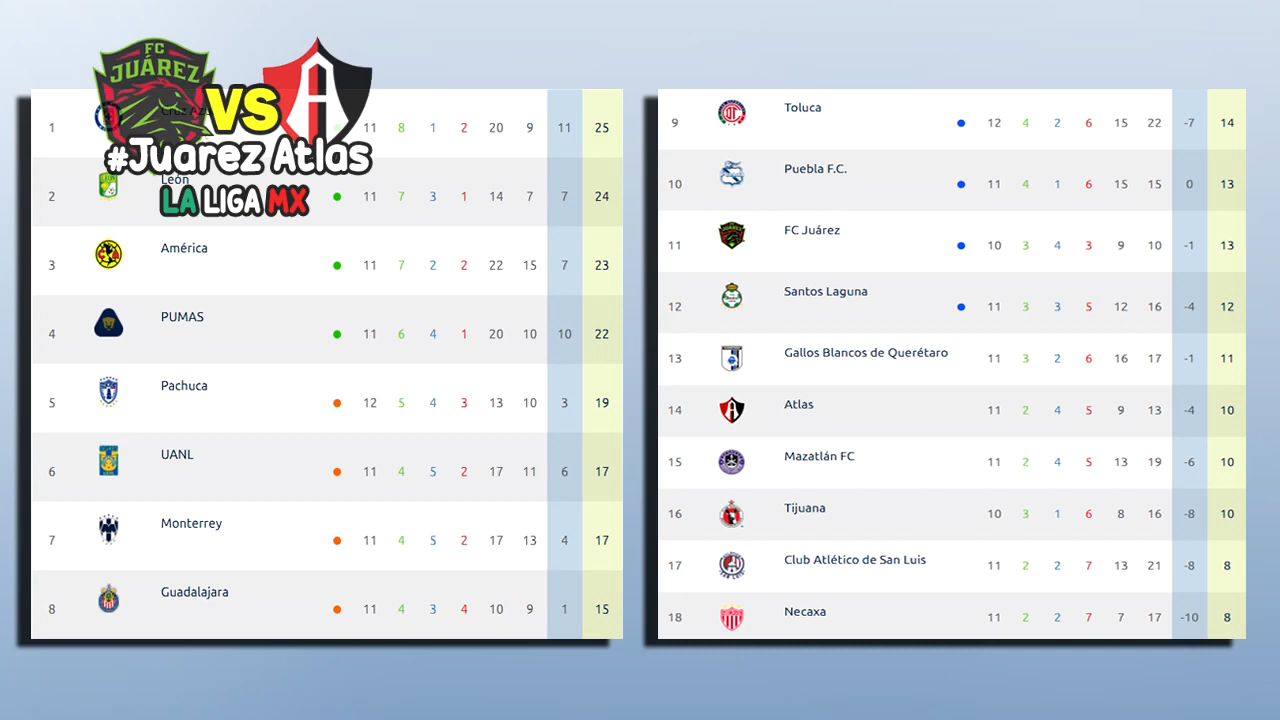 FC
JUÁREZ
VS
A
#Juarez Atlas
LA LIGA MX
1 Cruz Azul 11 8 1 2 20 9 11 25
2 León 11 7 3 1 14 7 7 24
3 América 11 7 2 2 22 15 7 23
4 PUMAS 11 6 4 1 20 10 10 22
5 Pachuca 12 5 4 3 13 10 3 19
6 UANL 11 4 5 2 17 11 6 17
7 Monterrey 11 4 5 2 17 13 4 17
8 Guadalajara 11 4 3 4 10 9 1 15
9 Toluca 12 4 2 6 15 22 -7 14
10 Puebla F.C. 11 4 1 6 15 15 0 13
11 FC Juárez 10 3 4 3 9 10 -1 13
12 Santos Laguna 11 3 3 5 12 16 -4 12
13 Gallos Blancos de Querétaro 11 3 2 6 16 17 -1 11
14 Atlas 11 2 4 5 9 13 -4 10
15 Mazatlán FC 11 2 4 5 13 19 -6 10
16 Tijuana 10 3 1 6 8 16 -8 10
17 Club Atlético de San Luis 11 2 2 7 13 21 -8 8
18 Necaxa 11 2 2 7 7 17 -10 8